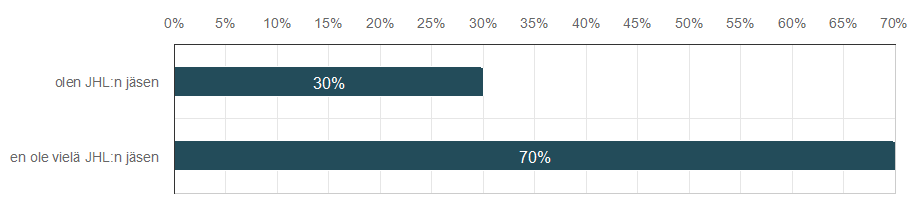 0% 5% 10% 15% 20% 25% 30% 35% 40% 45% 50% 55% 60% 65% 70%
olen JHL:n jäsen 30%
en ole vielä JHL:n jäsen 70%